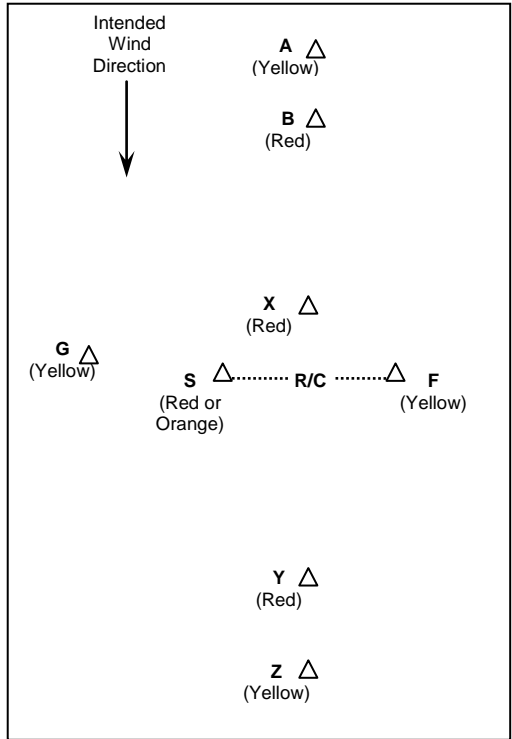 Intended
Wind
Direction
A
(Yellow)
B
(Red)
X
(Red)
G
(Yellow)
S
R/C
F
(Red or
Orange)
(Yellow)
Y
(Red)
Z
(Yellow)